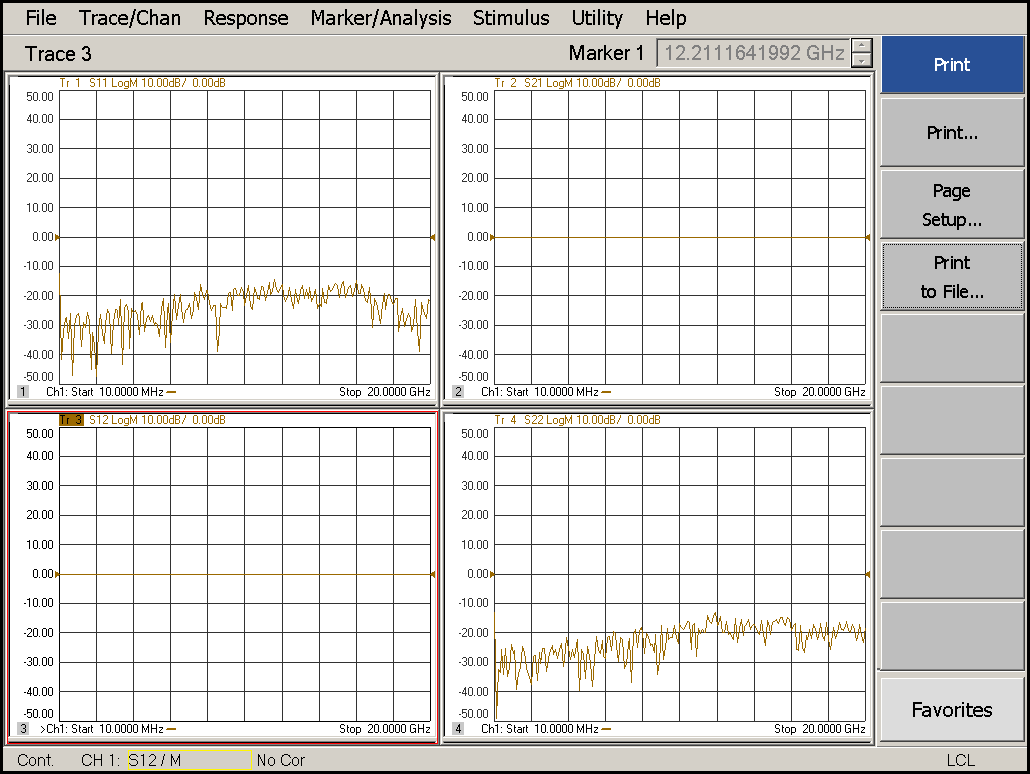 File Trace/Chan Response Marker/Analysis Stimulus Utility Help
Trace 3 Marker 1 12.2111641992 GHz
Print
Print...
Page
Setup...
Print
to File...
Favorites
Tr 1 S11 LogM 10.00dB/ 0.00dB
50.00
40.00
30.00
20.00
10.00
0.00
-10.00
-20.00
-30.00
-40.00
-50.00
1 Ch1: Start 10.0000 MHz Stop 20.0000 GHz
Tr 2 S21 LogM 10.00dB/ 0.00dB
50.00
40.00
30.00
20.00
10.00
0.00
-10.00
-20.00
-30.00
-40.00
-50.00
2 Ch1: Start 10.0000 MHz Stop 20.0000 GHz
Tr 3 S12 LogM 10.00dB/ 0.00dB
50.00
40.00
30.00
20.00
10.00
0.00
-10.00
-20.00
-30.00
-40.00
-50.00
3 >Ch1: Start 10.0000 MHz Stop 20.0000 GHz
Tr 4 S22 LogM 10.00dB/ 0.00dB
50.00
40.00
30.00
20.00
10.00
0.00
-10.00
-20.00
-30.00
-40.00
-50.00
4 Ch1: Start 10.0000 MHz Stop 20.0000 GHz
Cont. CH 1: S12 / M No Cor LCL